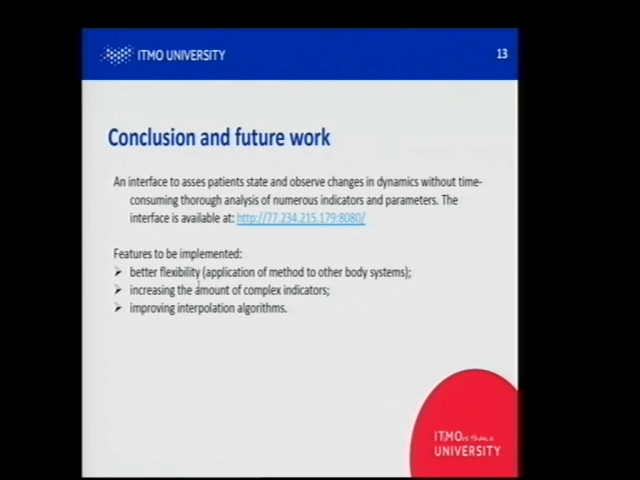 ITMO UNIVERSITY
13
Conclusion and future work
An interface to asses patients state and observe changes in dynamics without time-
consuming thorough analysis of numerous indicators and parameters. The
interface is available at: http://77.234.215.179:8080/
Features to be implemented:
➤ better flexibility (application of method to other body systems);
➤ increasing the amount of complex indicators;
➤ improving interpolation algorithms.
ITMOre than a
UNIVERSITY